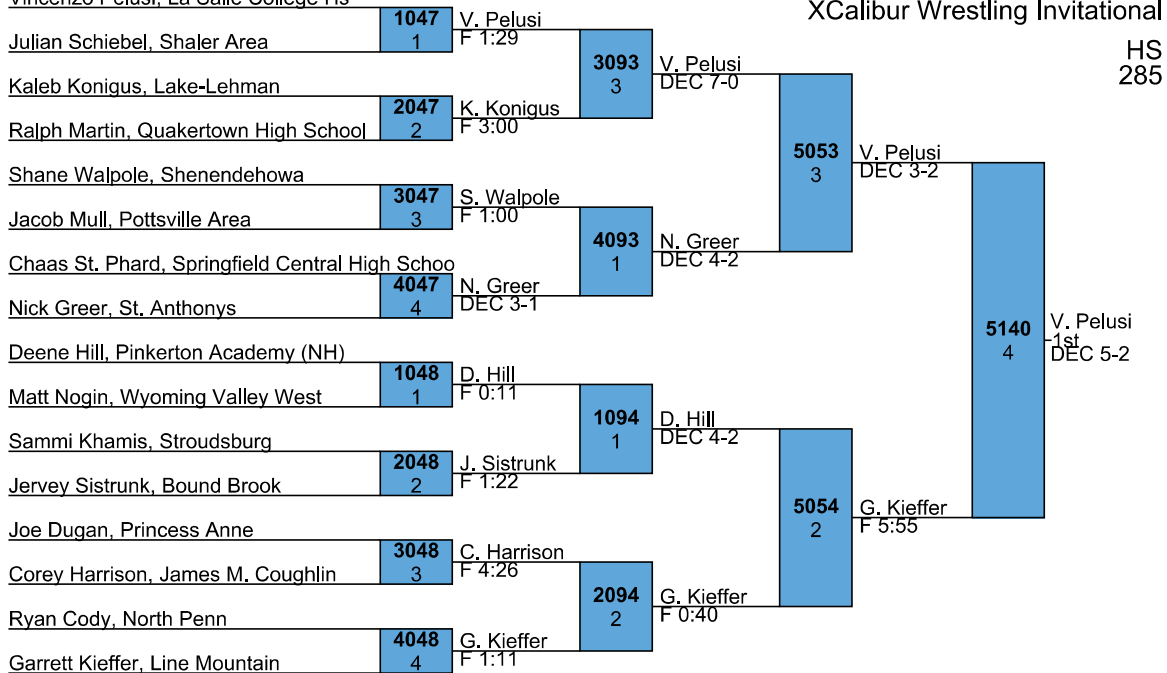 Vincenzo Pelusi, La Salle College Hs
XCalibur Wrestling Invitational
HS
285
1047
1
V. Pelusi
F 1:29
Julian Schiebel, Shaler Area
3093
3
V. Pelusi
DEC 7-0
Kaleb Konigus, Lake-Lehman
2047
2
K. Konigus
F 3:00
Ralph Martin, Quakertown High School
5053
3
V. Pelusi
DEC 3-2
Shane Walpole, Shenendehowa
3047
3
S. Walpole
F 1:00
Jacob Mull, Pottsville Area
4093
1
N. Greer
DEC 4-2
Chaas St. Phard, Springfield Central High Schoo
4047
4
N. Greer
DEC 3-1
Nick Greer, St. Anthonys
5140
4
V. Pelusi
1st
DEC 5-2
Deene Hill, Pinkerton Academy (NH)
1048
1
D. Hill
F 0:11
Matt Nogin, Wyoming Valley West
1094
1
D. Hill
DEC 4-2
Sammi Khamis, Stroudsburg
2048
2
J. Sistrunk
F 1:22
Jervey Sistrunk, Bound Brook
5054
2
G. Kieffer
F 5:55
Joe Dugan, Princess Anne
3048
3
C. Harrison
F 4:26
Corey Harrison, James M. Coughlin
2094
2
G. Kieffer
F 0:40
Ryan Cody, North Penn
4048
4
G. Kieffer
F 1:11
Garrett Kieffer, Line Mountain